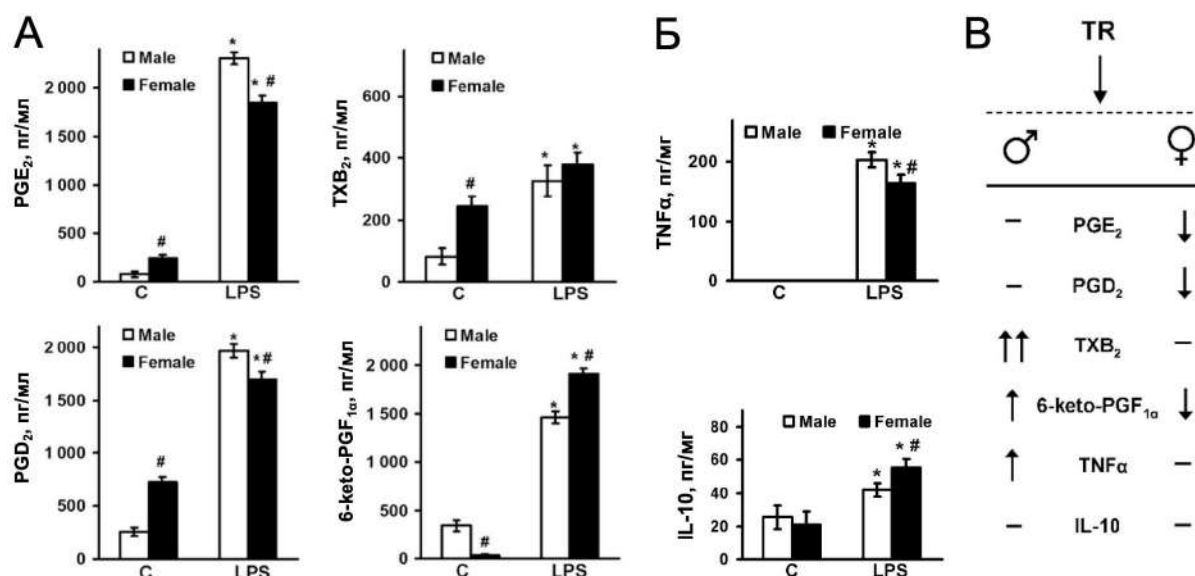 А
Male
Female
PGE2, пг/мл
2 000
1 500
1 000
500
0
*
* #
#
C
LPS
Male
Female
TXB2, пг/мл
600
400
200
0
#
*
*
C
LPS
Male
Female
PGD2, пг/мл
2 000
1 500
1 000
500
0
#
*
*#
C
LPS
Male
Female
6-keto-PGF1α, пг/мл
2 000
1 500
1 000
500
0
#
*
*#
C
LPS
Б
Male Female
TNFα, пг/мг
200
100
0
*
*#
C
LPS
Male Female
IL-10, пг/мг
60
40
20
0
*
*#
C
LPS
В
TR
♂ ♀
– PGE2 ↓
– PGD2 ↓
↑↑ TXB2 –
↑ 6-keto-PGF1α ↓
↑ TNFα –
– IL-10 –